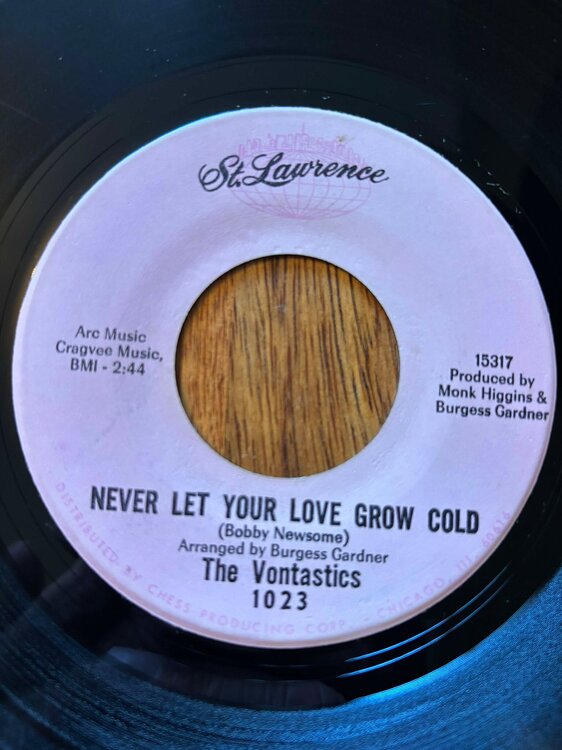 St. Lawrence
Arc Music
Cragvee Music,
BMI - 2:44
15317
Produced by
Monk Higgins &
Burgess Gardner
NEVER LET YOUR LOVE GROW COLD
(Bobby Newsome)
Arranged by Burgess Gardner
The Vontastics
1023
DISTRIBUTED BY CHESS PRODUCING CORP. - CHICAGO, ILL. 60616